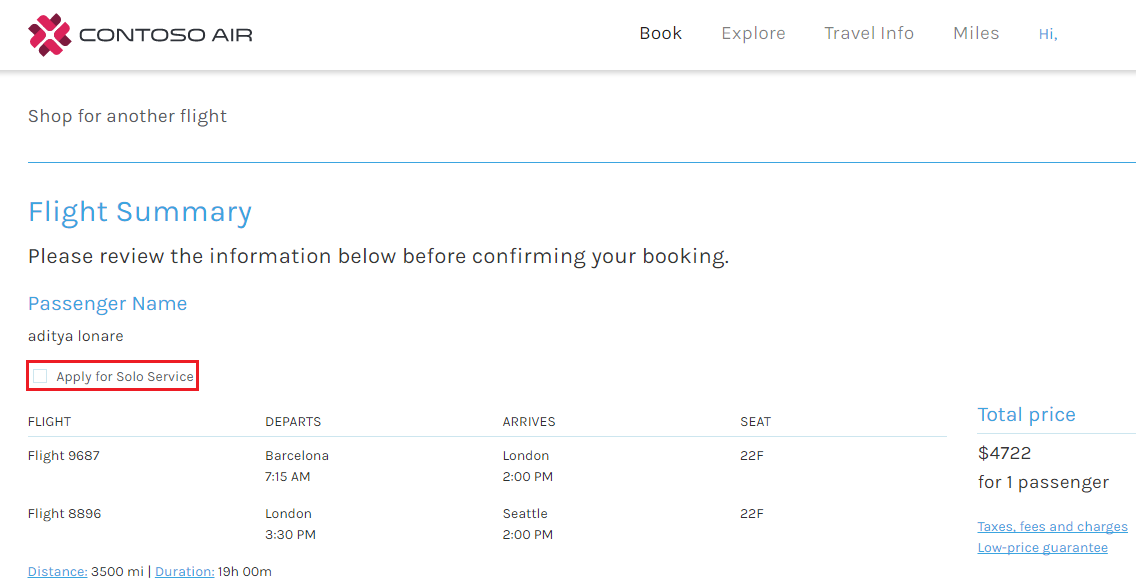 CONTOSO AIR
Book Explore Travel Info Miles Hi,
Shop for another flight
Flight Summary
Please review the information below before confirming your booking.
Passenger Name
aditya lonare
Apply for Solo Service
FLIGHT DEPARTS ARRIVES SEAT
Flight 9687 Barcelona London 22F
7:15 AM 2:00 PM
Flight 8896 London Seattle 22F
3:30 PM 2:00 PM
Distance: 3500 mi | Duration: 19h 00m
Total price
$4722
for 1 passenger
Taxes, fees and charges
Low-price guarantee